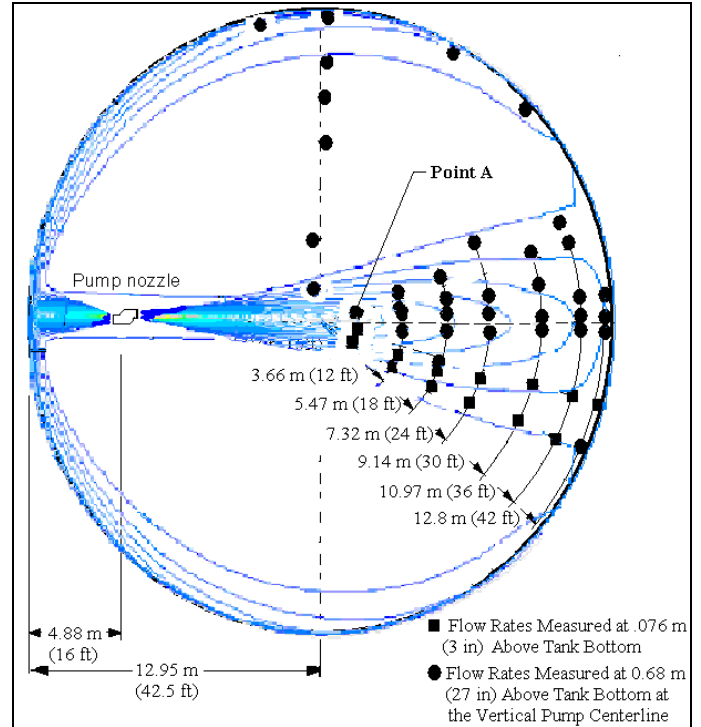 Point A
Pump nozzle
3.66 m (12 ft)
5.47 m (18 ft)
7.32 m (24 ft)
9.14 m (30 ft)
10.97 m (36 ft)
12.8 m (42 ft)
4.88 m
(16 ft)
12.95 m
(42.5 ft)
Flow Rates Measured at .076 m
(3 in) Above Tank Bottom
Flow Rates Measured at 0.68 m
(27 in) Above Tank Bottom at
the Vertical Pump Centerline